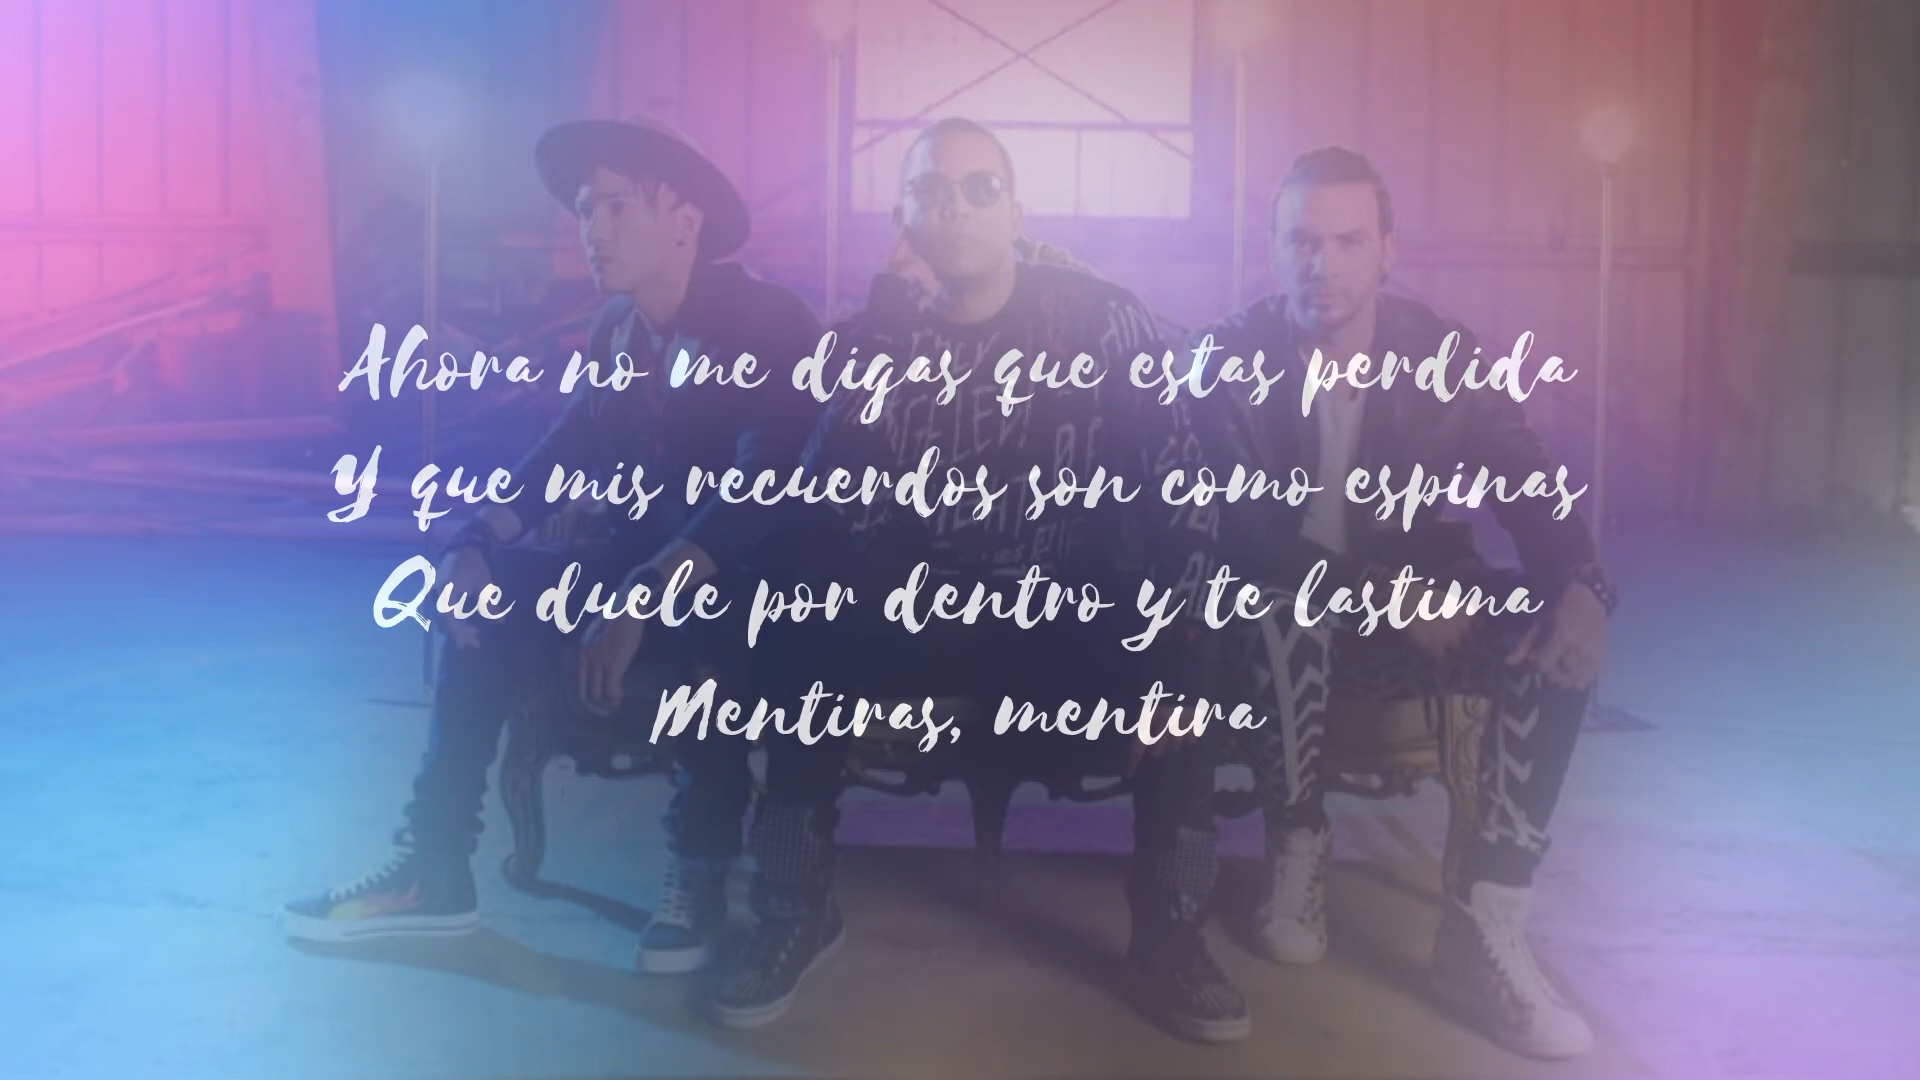 Ahora no me digas que estas perdida
Y que mis recuerdos son como espinas
Que duele por dentro y te lastima
Mentiras, mentira